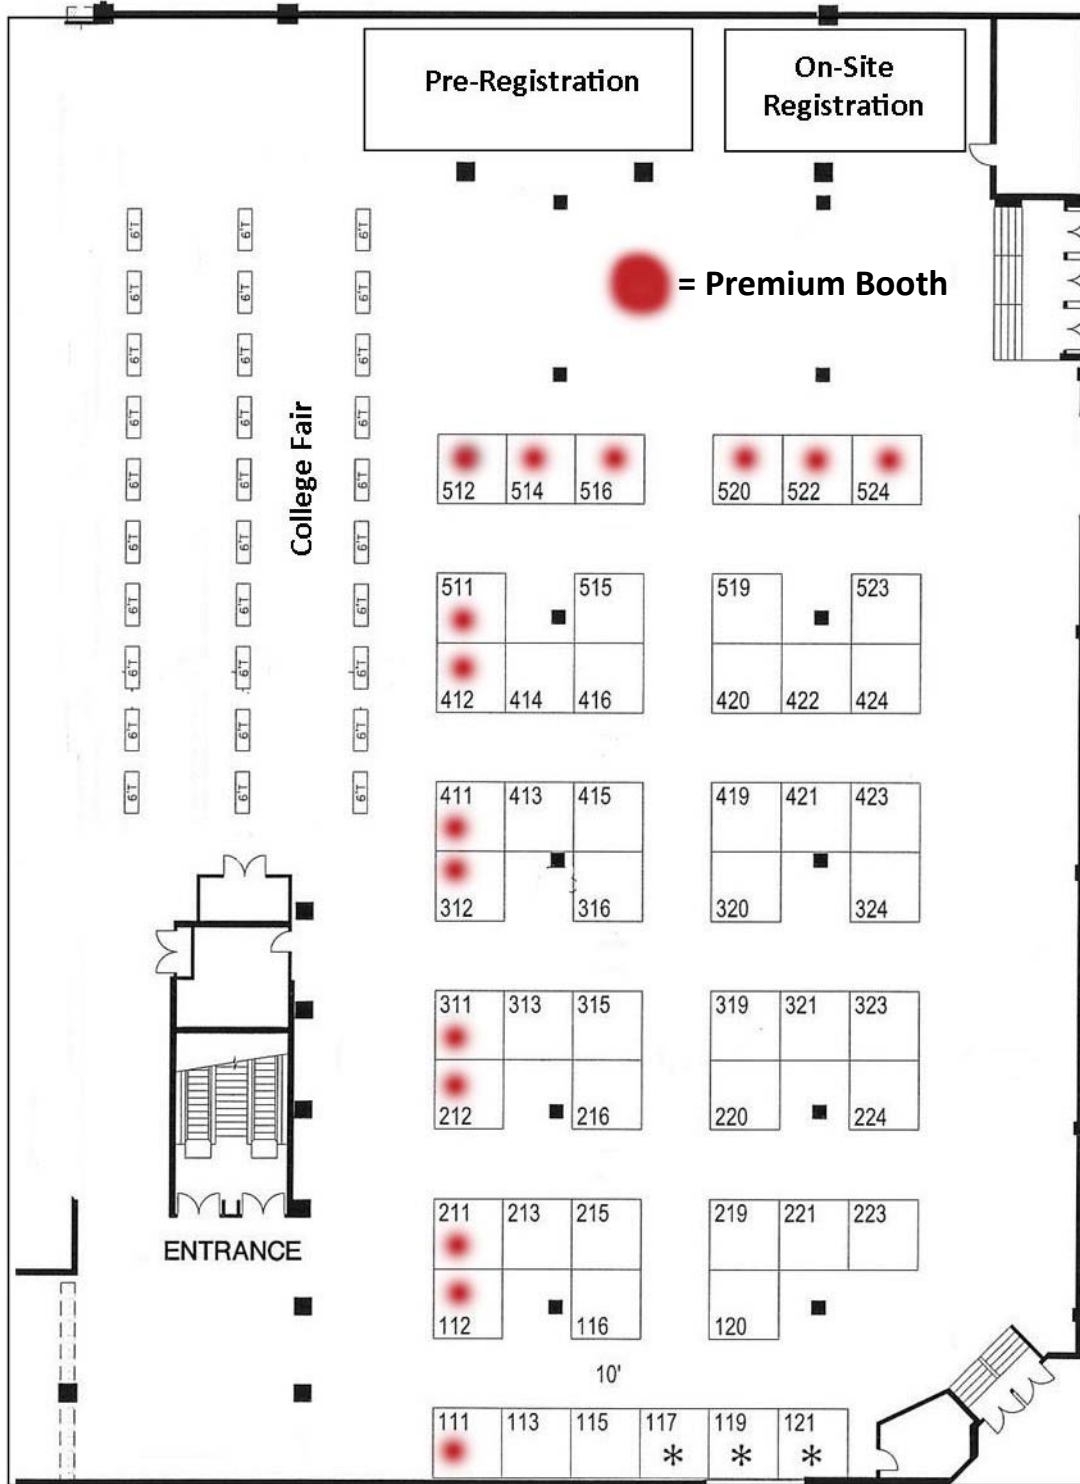 Pre-Registration
On-Site
Registration
= Premium Booth
College Fair
512 514 516 520 522 524
511 515 519 523
412 414 416 420 422 424
411 413 415 419 421 423
312 316 320 324
311 313 315 319 321 323
212 216 220 224
ENTRANCE
211 213 215 219 221 223
112 116 120
10'
111 113 115 117 119 121
* * *